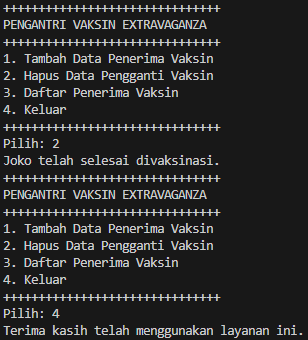 +++++++++++++++++++++++++++++++
PENGANTRI VAKSIN EXTRAVAGANZA
+++++++++++++++++++++++++++++++
1. Tambah Data Penerima Vaksin
2. Hapus Data Pengganti Vaksin
3. Daftar Penerima Vaksin
4. Keluar
+++++++++++++++++++++++++++++++
Pilih: 2
Joko telah selesai divaksinasi.
+++++++++++++++++++++++++++++++
PENGANTRI VAKSIN EXTRAVAGANZA
+++++++++++++++++++++++++++++++
1. Tambah Data Penerima Vaksin
2. Hapus Data Pengganti Vaksin
3. Daftar Penerima Vaksin
4. Keluar
+++++++++++++++++++++++++++++++
Pilih: 4
Terima kasih telah menggunakan layanan ini.